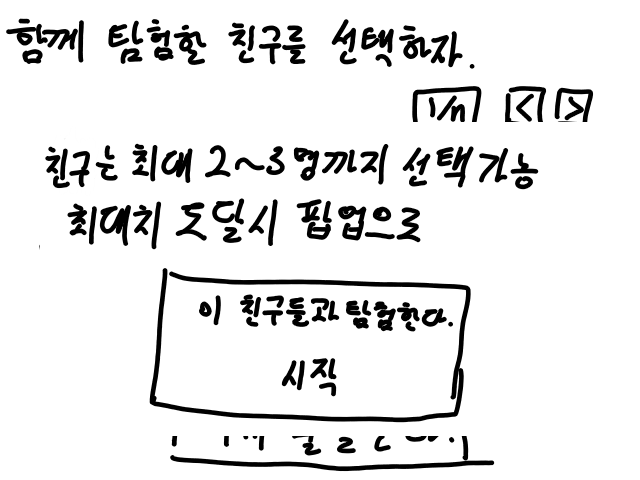 함께 탐험할 친구를 선택하자.
1/n < >
친구는 최대 2~3명까지 선택가능
최대치 도달시 팝업으로
이 친구들과 탐험한다.
시작